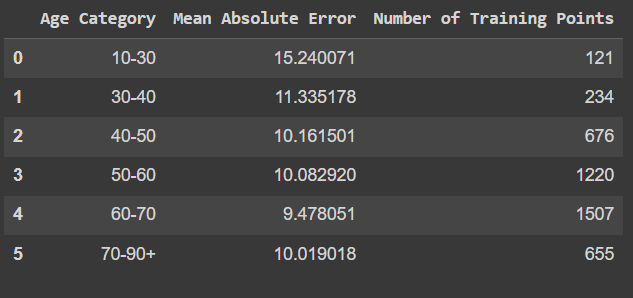 Age Category Mean Absolute Error Number of Training Points
0 10-30 15.240071 121
1 30-40 11.335178 234
2 40-50 10.161501 676
3 50-60 10.082920 1220
4 60-70 9.478051 1507
5 70-90+ 10.019018 655